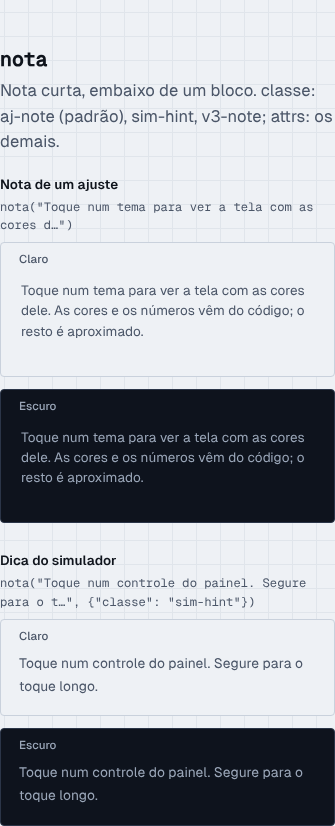 nota
Nota curta, embaixo de um bloco. classe:
aj-note (padrão), sim-hint, v3-note; attrs: os
demais.
Nota de um ajuste
nota("Toque num tema para ver a tela com as
cores d…")
Claro
Toque num tema para ver a tela com as cores
dele. As cores e os números vêm do código; o
resto é aproximado.
Escuro
Toque num tema para ver a tela com as cores
dele. As cores e os números vêm do código; o
resto é aproximado.
Dica do simulador
nota("Toque num controle do painel. Segure
para o t…", {"classe": "sim-hint"})
Claro
Toque num controle do painel. Segure para o
toque longo.
Escuro
Toque num controle do painel. Segure para o
toque longo.